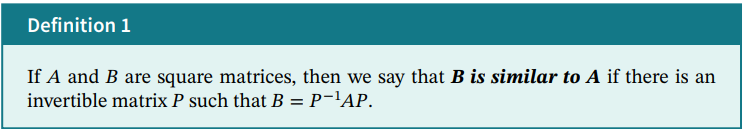 Definition 1
If A and B are square matrices, then we say that B is similar to A if there is an
invertible matrix P such that B = P⁻¹AP.